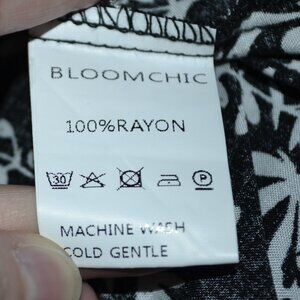 BLOOMCHIC
100%RAYON
30 P
MACHINE WASH
COLD GENTLE